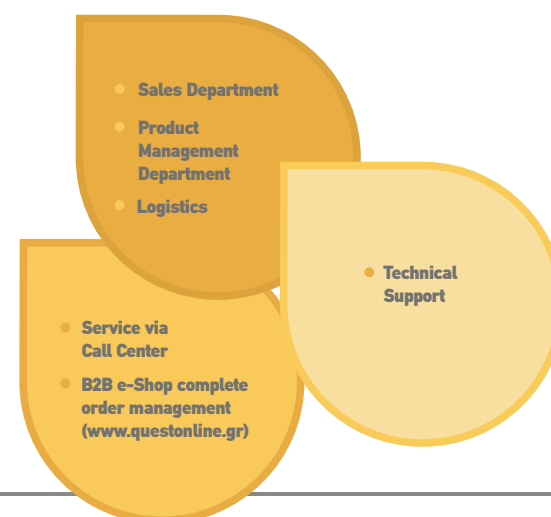 Sales Department
Product
Management
Department
Logistics
Technical
Support
Service via
Call Center
B2B e-Shop complete
order management
(www.questonline.gr)